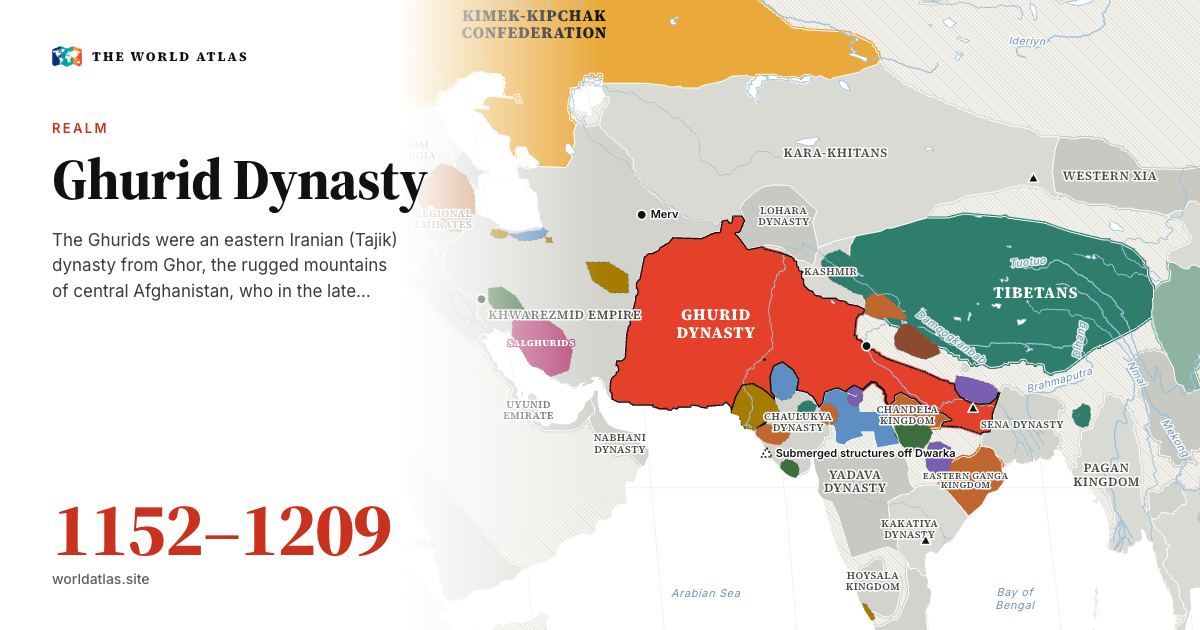 THE WORLD ATLAS
REALM
Ghurid Dynasty
The Ghurids were an eastern Iranian (Tajik)
dynasty from Ghor, the rugged mountains
of central Afghanistan, who in the late...
1152–1209
worldatlas.site
KIMEK-KIPCHAK
CONFEDERATION
Ideriyn
KARA-KHITANS
WESTERN XIA
Merv
LOHARA
DYNASTY
REGIONAL
EMIRATES
KASHMIR
Tuotuo
TIBETANS
GHURID
DYNASTY
KHWAREZMID EMPIRE
SALGHURIDS
Damqogkanbab
Dihang
Nmai
Brahmaputra
UYUNID
EMIRATE
NABHANI
DYNASTY
CHAULUKYA
DYNASTY
CHANDELA
KINGDOM
SENA DYNASTY
Mekong
Submerged structures off Dwarka
YADAVA
DYNASTY
EASTERN GANGA
KINGDOM
PAGAN
KINGDOM
KAKATIYA
DYNASTY
HOYSALA
KINGDOM
Arabian Sea
Bay of
Bengal